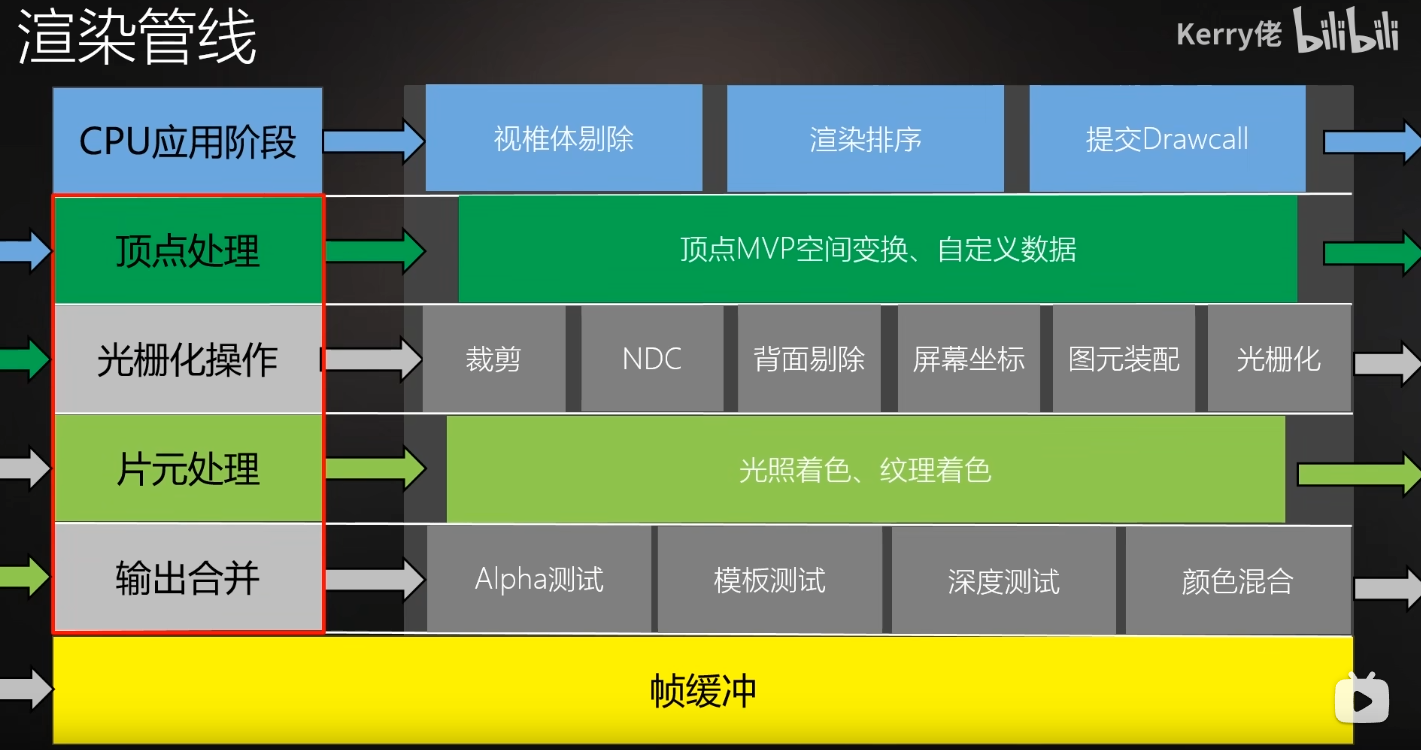 渲染管线
Kerry佬 bilibili
CPU应用阶段
视椎体剔除
渲染排序
提交Drawcall
顶点处理
顶点MVP空间变换、自定义数据
光栅化操作
裁剪
NDC
背面剔除
屏幕坐标
图元装配
光栅化
片元处理
光照着色、纹理着色
输出合并
Alpha测试
模板测试
深度测试
颜色混合
帧缓冲